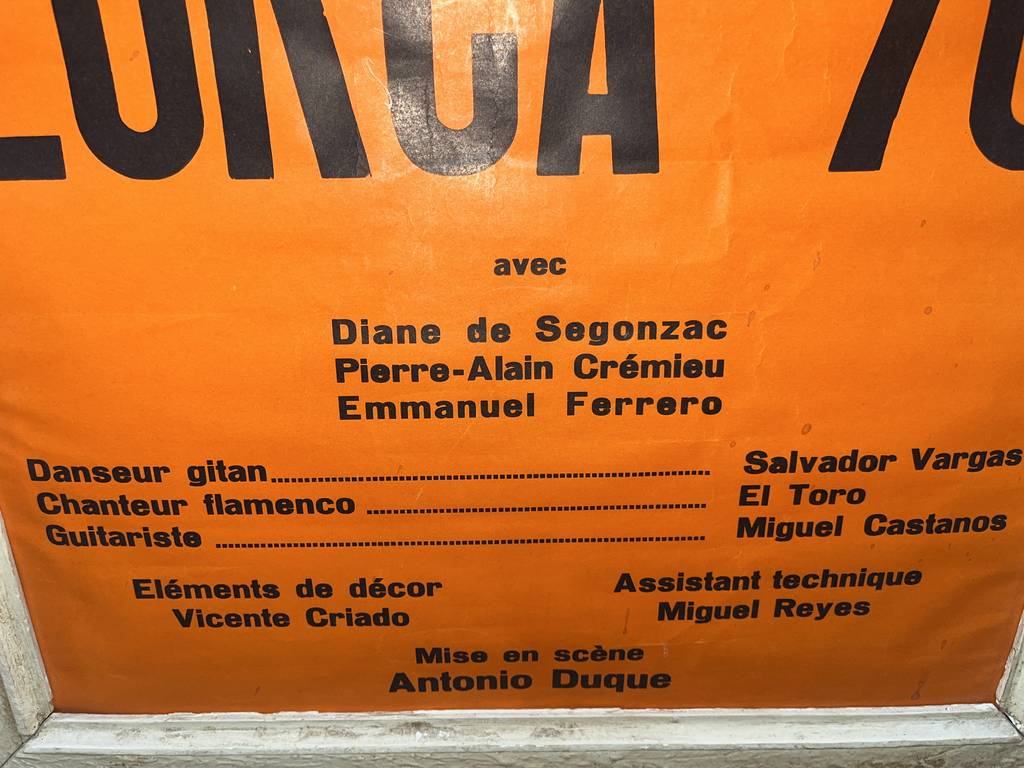 LORCA 70
avec
Diane de Segonzac
Pierre-Alain Crémieu
Emmanuel Ferrero
Danseur gitan ........ Salvador Vargas
Chanteur flamenco ........ El Toro
Guitariste ........ Miguel Castanos
Eléments de décor
Vicente Criado
Assistant technique
Miguel Reyes
Mise en scène
Antonio Duque